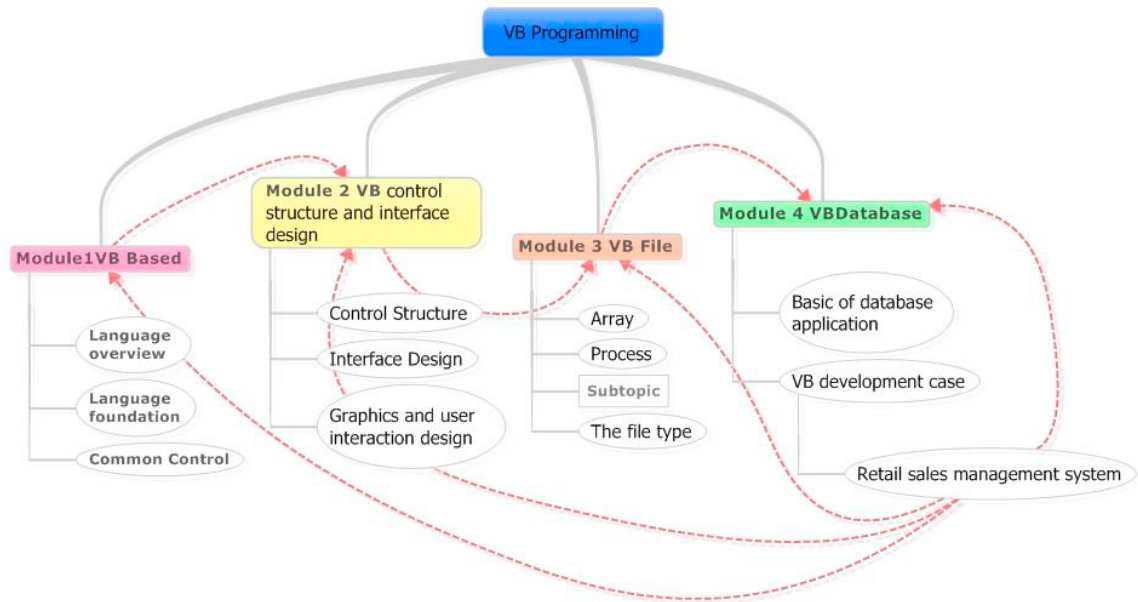 VB Programming
Module1VB Based
Language
overview
Language
foundation
Common Control
Module 2 VB control
structure and interface
design
Control Structure
Interface Design
Graphics and user
interaction design
Module 3 VB File
Array
Process
Subtopic
The file type
Module 4 VBDatabase
Basic of database
application
VB development case
Retail sales management system